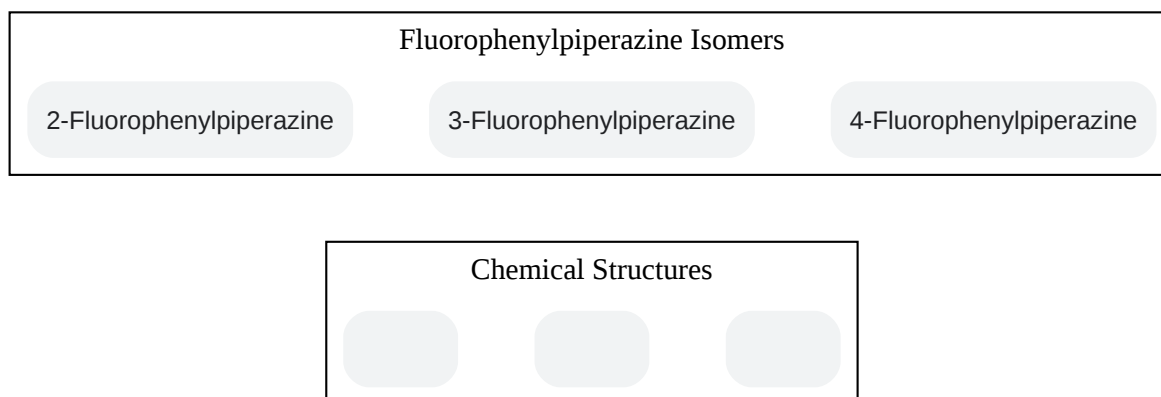 Fluorophenylpiperazine Isomers
2-Fluorophenylpiperazine 3-Fluorophenylpiperazine 4-Fluorophenylpiperazine
Chemical Structures